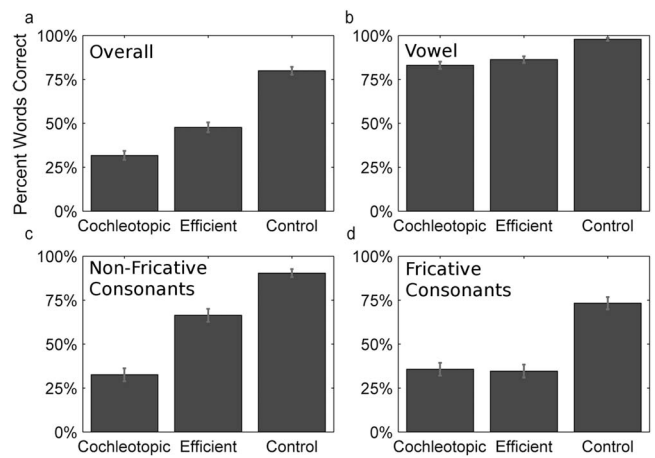 a
b
Percent Words Correct
100%
75%
50%
25%
0%
Overall
Cochleotopic Efficient Control
100%
75%
50%
25%
0%
Vowel
Cochleotopic Efficient Control
c
d
100%
75%
50%
25%
0%
Non-Fricative
Consonants
Cochleotopic Efficient Control
100%
75%
50%
25%
0%
Fricative
Consonants
Cochleotopic Efficient Control